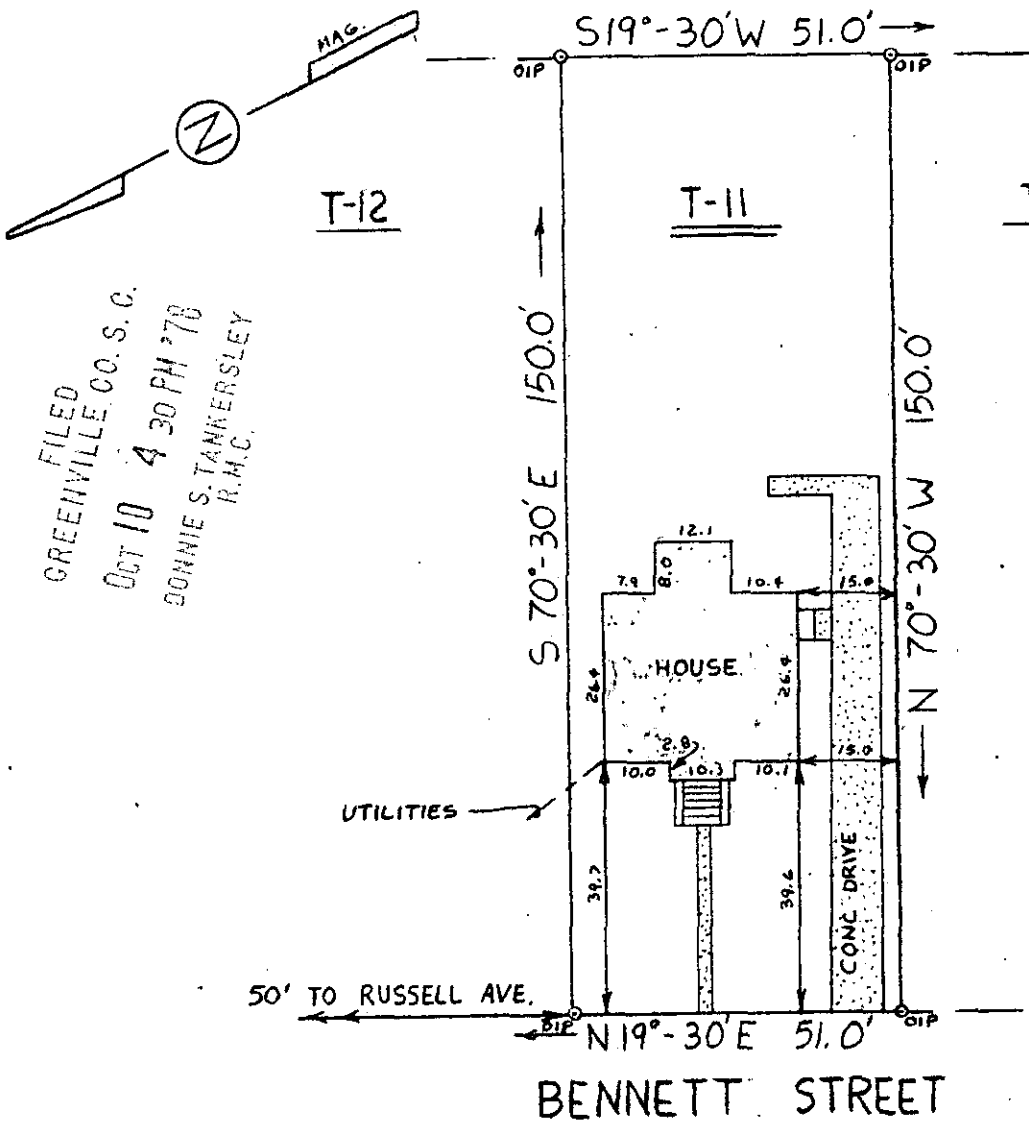 S 19°-30' W 51.0'
MAG.
N
OIP
OIP
T-12
T-11
FILED
GREENVILLE CO. S. C.
OCT 10 4 30 PM '78
DONNIE S. TANKERSLEY
R.M.C.
S 70°-30' E 150.0'
N 70°-30' W 150.0'
12.1
8.0
7.9
10.4
15.0
HOUSE
26.4
26.4
2.8
10.0
10.3
10.1
15.0
UTILITIES
39.7
39.6
CONC DRIVE
50' TO RUSSELL AVE.
OIP
OIP
N 19°-30' E 51.0'
BENNETT STREET